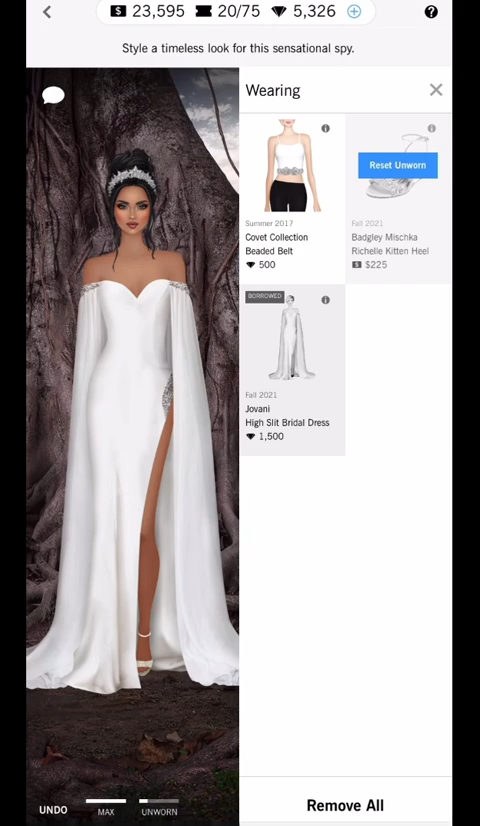 23,595 20/75 5,326
Style a timeless look for this sensational spy.
Wearing
Summer 2017
Covet Collection
Beaded Belt
500
Reset Unworn
Fall 2021
Badgley Mischka
Richelle Kitten Heel
$225
BORROWED
Fall 2021
Jovani
High Slit Bridal Dress
1,500
UNDO
MAX
UNWORN
Remove All